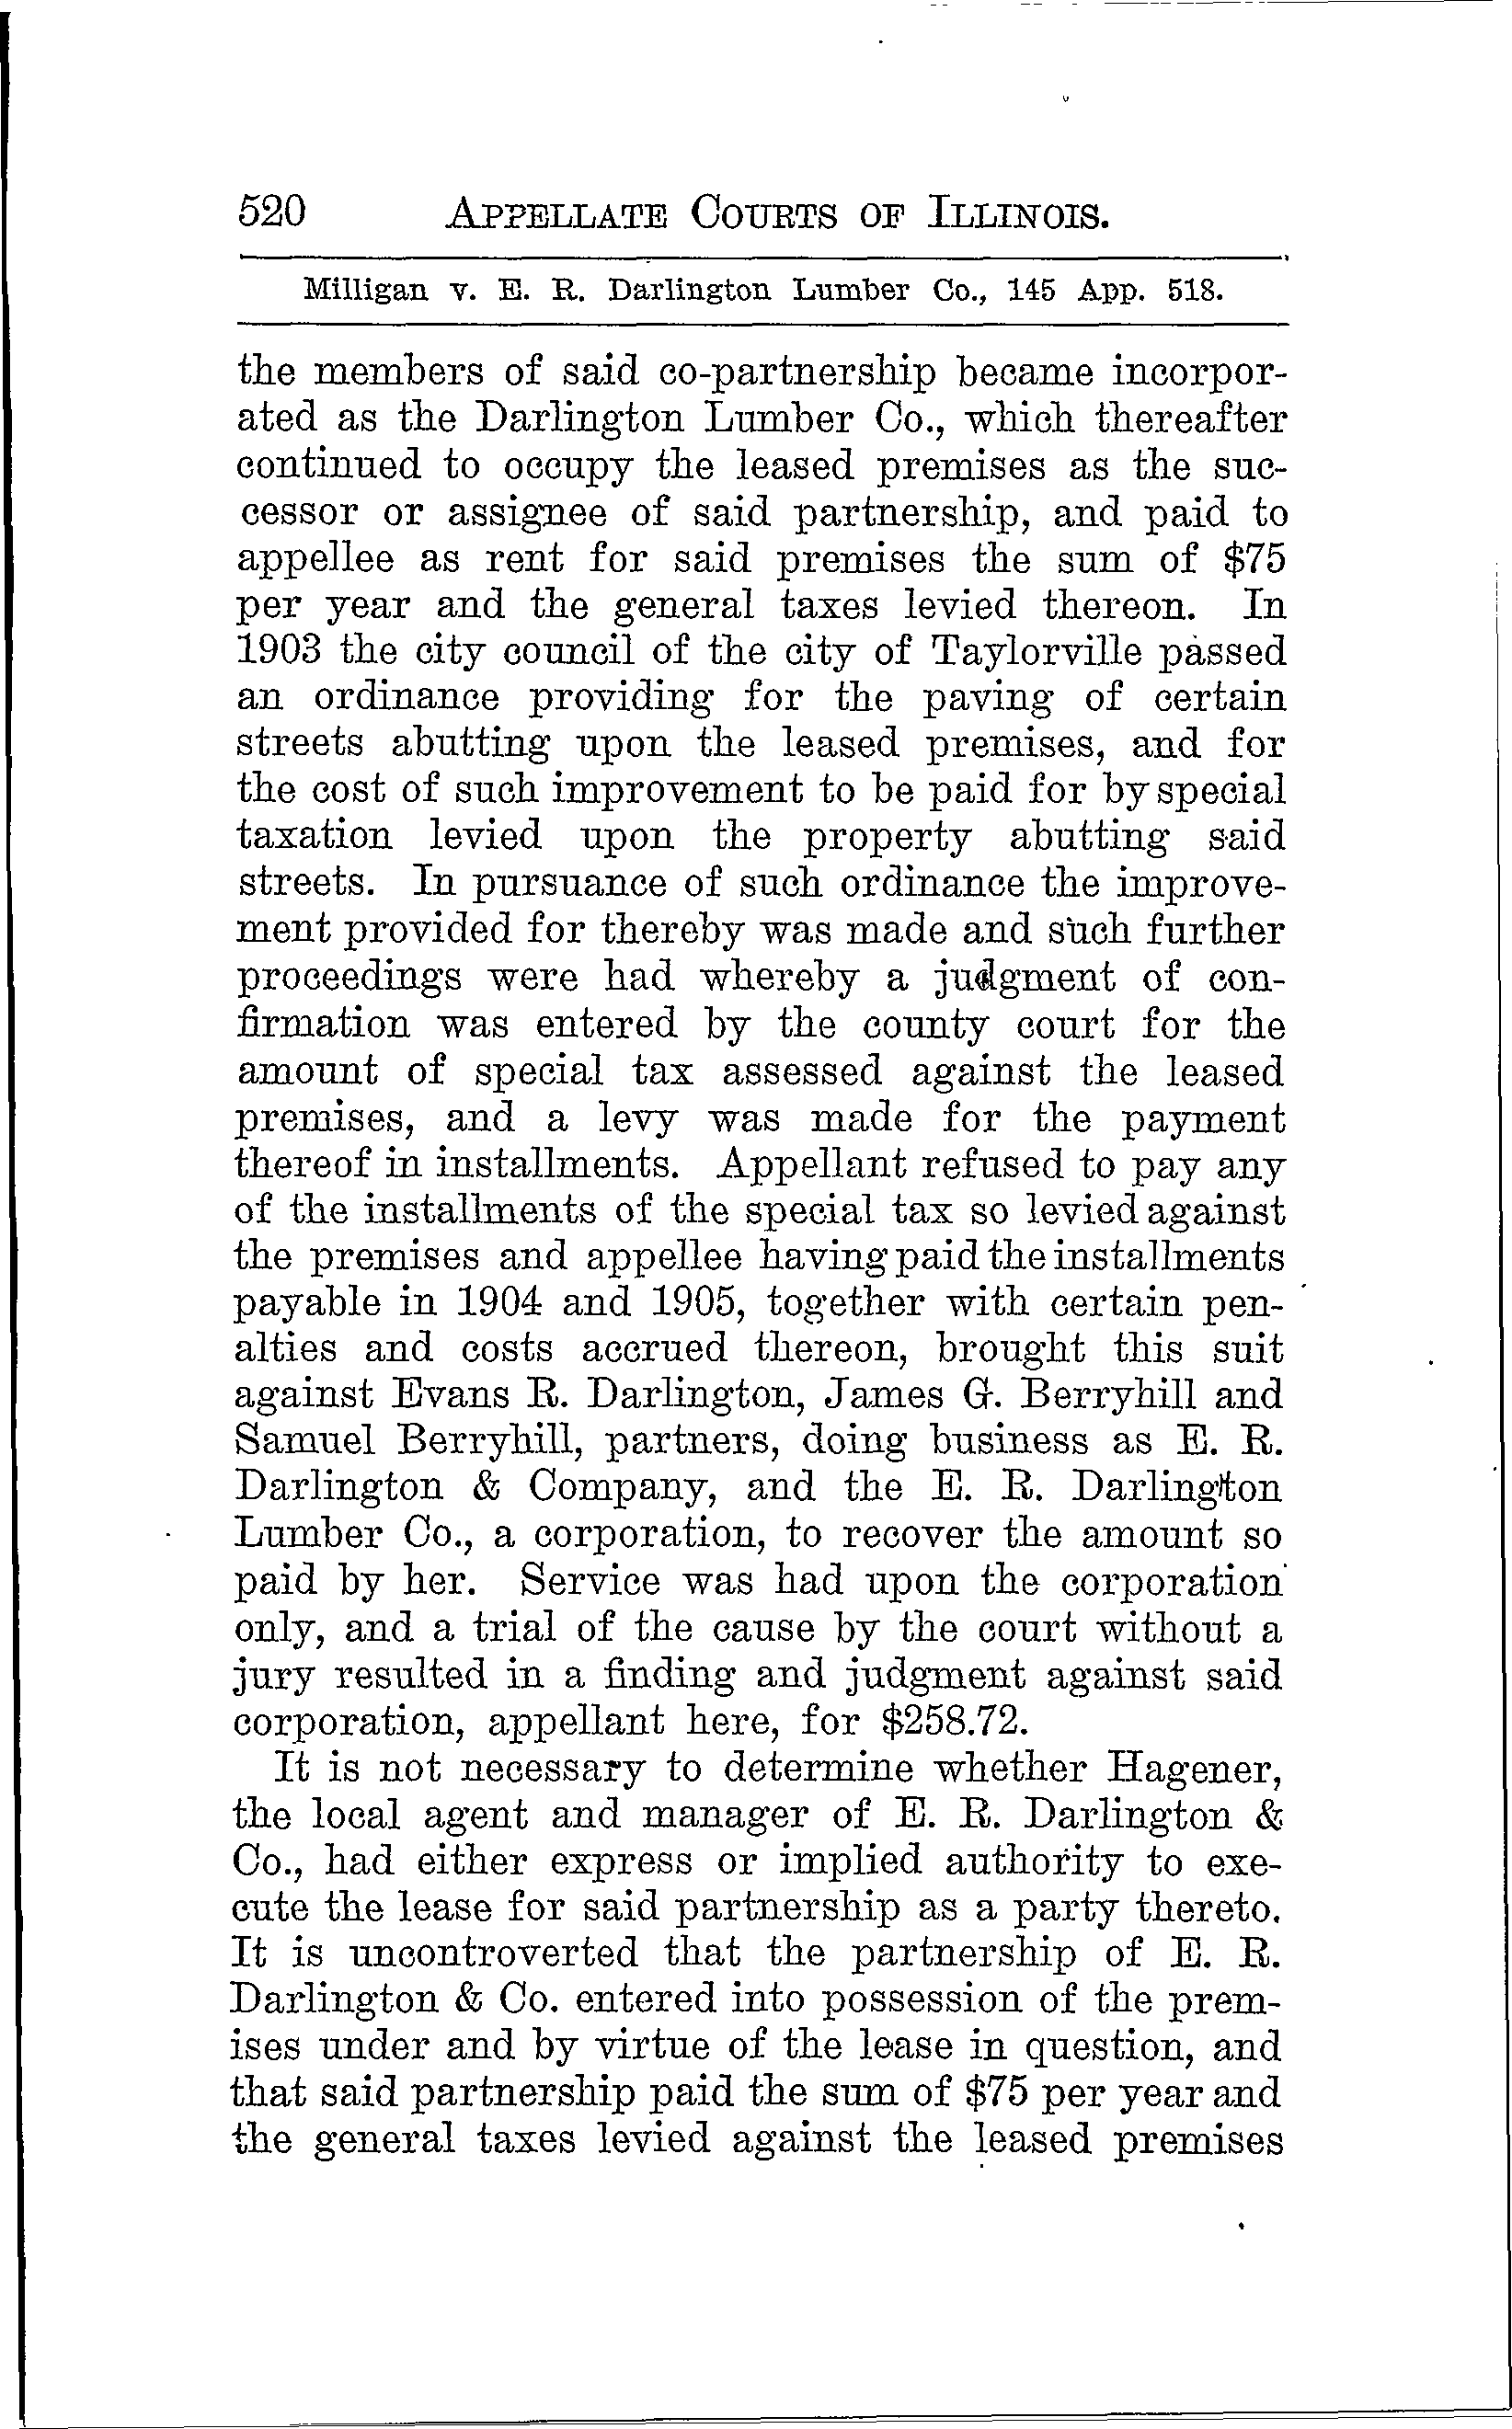 520 APPELLATE COURTS OF ILLINOIS.
Milligan v. E. R. Darlington Lumber Co., 145 App. 518.
the members of said co-partnership became incorpor-
ated as the Darlington Lumber Co., which thereafter
continued to occupy the leased premises as the suc-
cessor or assignee of said partnership, and paid to
appellee as rent for said premises the sum of $75
per year and the general taxes levied thereon. In
1903 the city council of the city of Taylorville passed
an ordinance providing for the paving of certain
streets abutting upon the leased premises, and for
the cost of such improvement to be paid for by special
taxation levied upon the property abutting said
streets. In pursuance of such ordinance the improve-
ment provided for thereby was made and such further
proceedings were had whereby a judgment of con-
firmation was entered by the county court for the
amount of special tax assessed against the leased
premises, and a levy was made for the payment
thereof in installments. Appellant refused to pay any
of the installments of the special tax so levied against
the premises and appellee having paid the installments
payable in 1904 and 1905, together with certain pen-
alties and costs accrued thereon, brought this suit
against Evans R. Darlington, James G. Berryhill and
Samuel Berryhill, partners, doing business as E. R.
Darlington & Company, and the E. R. Darlington
Lumber Co., a corporation, to recover the amount so
paid by her. Service was had upon the corporation
only, and a trial of the cause by the court without a
jury resulted in a finding and judgment against said
corporation, appellant here, for $258.72.
It is not necessary to determine whether Hagener,
the local agent and manager of E. R. Darlington &
Co., had either express or implied authority to exe-
cute the lease for said partnership as a party thereto.
It is uncontroverted that the partnership of E. R.
Darlington & Co. entered into possession of the prem-
ises under and by virtue of the lease in question, and
that said partnership paid the sum of $75 per year and
the general taxes levied against the leased premises